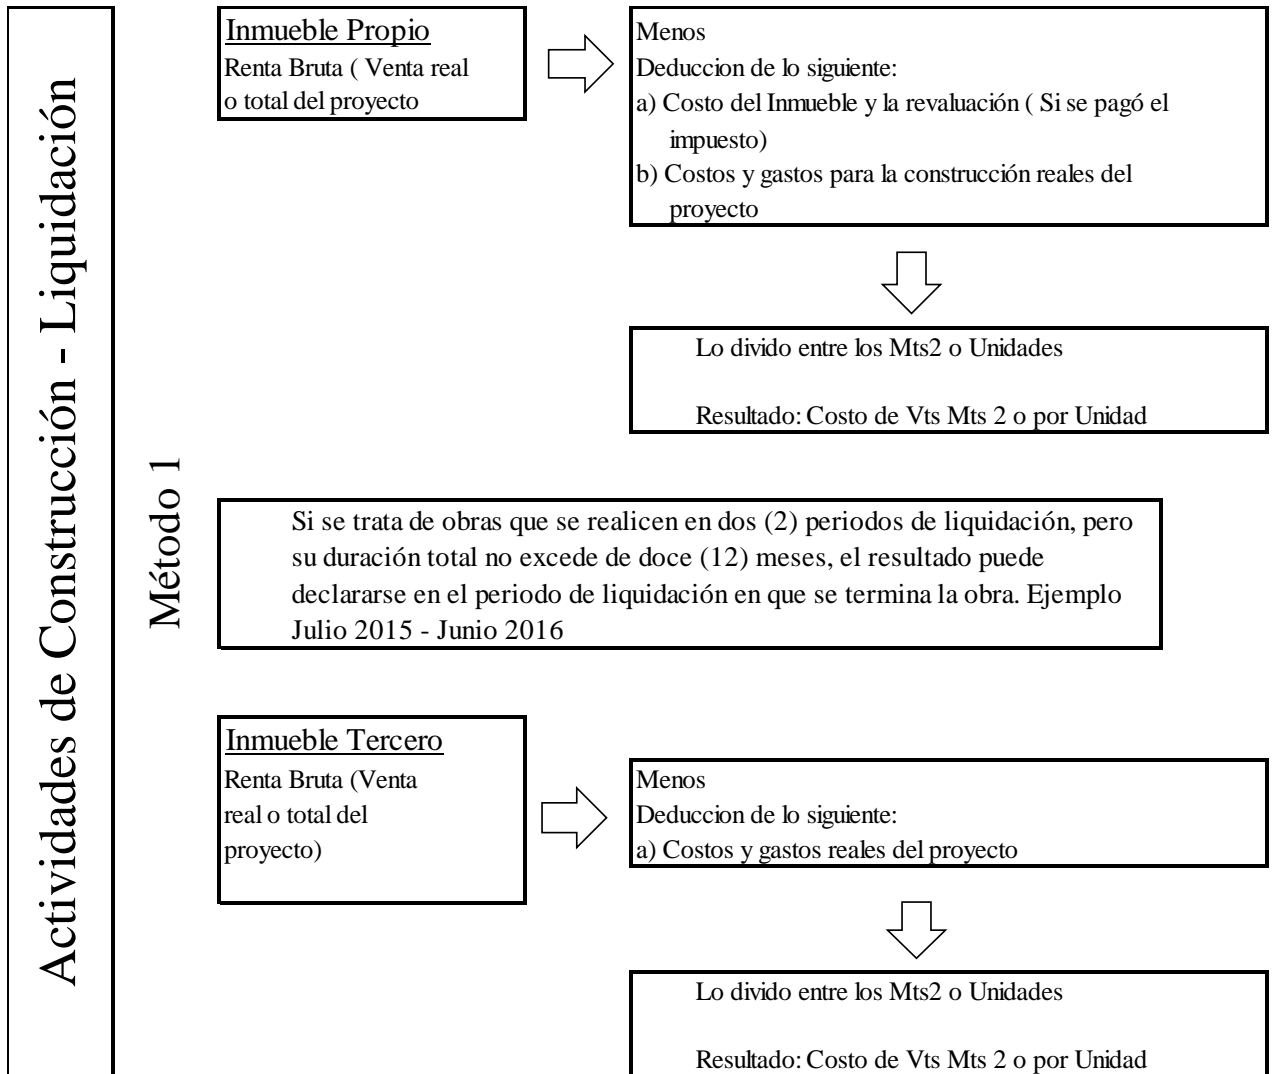 Actividades de Construcción - Liquidación
Método 1
Inmueble Propio
Renta Bruta ( Venta real
o total del proyecto
Menos
Deduccion de lo siguiente:
a) Costo del Inmueble y la revaluación ( Si se pagó el
impuesto)
b) Costos y gastos para la construcción reales del
proyecto
Lo divido entre los Mts2 o Unidades
Resultado: Costo de Vts Mts 2 o por Unidad
Si se trata de obras que se realicen en dos (2) periodos de liquidación, pero
su duración total no excede de doce (12) meses, el resultado puede
declararse en el periodo de liquidación en que se termina la obra. Ejemplo
Julio 2015 - Junio 2016
Inmueble Tercero
Renta Bruta (Venta
real o total del
proyecto)
Menos
Deduccion de lo siguiente:
a) Costos y gastos reales del proyecto
Lo divido entre los Mts2 o Unidades
Resultado: Costo de Vts Mts 2 o por Unidad